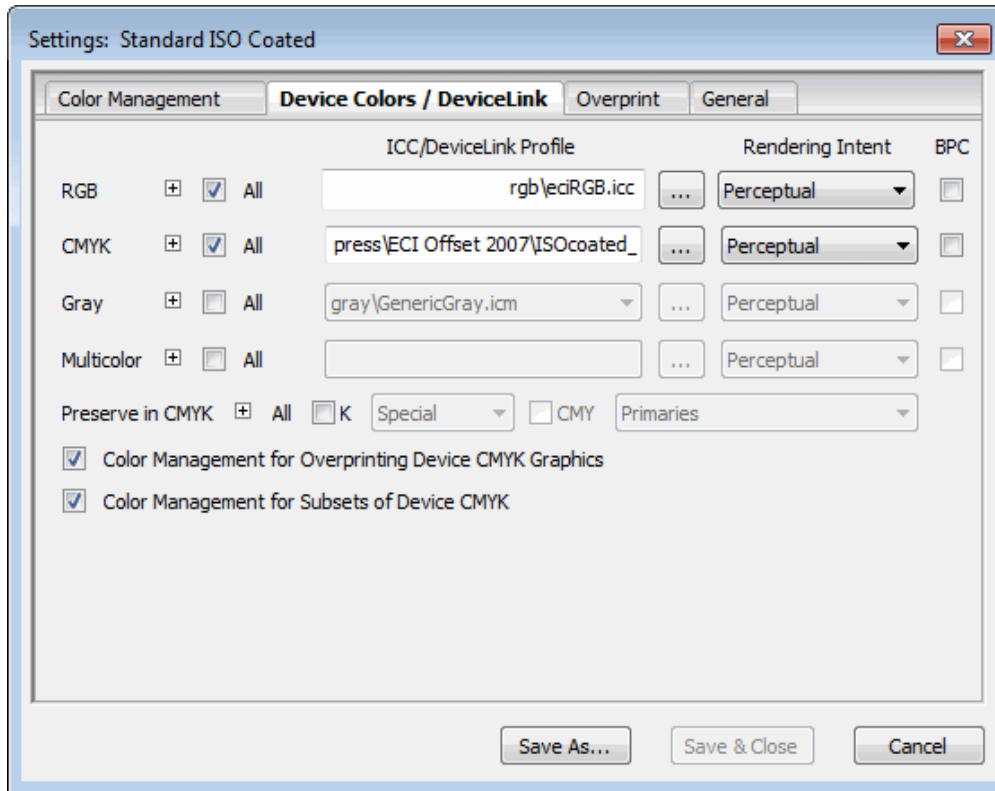 Settings: Standard ISO Coated
Color Management Device Colors / DeviceLink Overprint General
ICC/DeviceLink Profile Rendering Intent BPC
RGB All rgb\eciRGB.icc ... Perceptual
CMYK All press\ECI Offset 2007\ISOcoated_ ... Perceptual
Gray All gray\GenericGray.icm ... Perceptual
Multicolor All ... Perceptual
Preserve in CMYK All K Special CMY Primaries
Color Management for Overprinting Device CMYK Graphics
Color Management for Subsets of Device CMYK
Save As... Save & Close Cancel